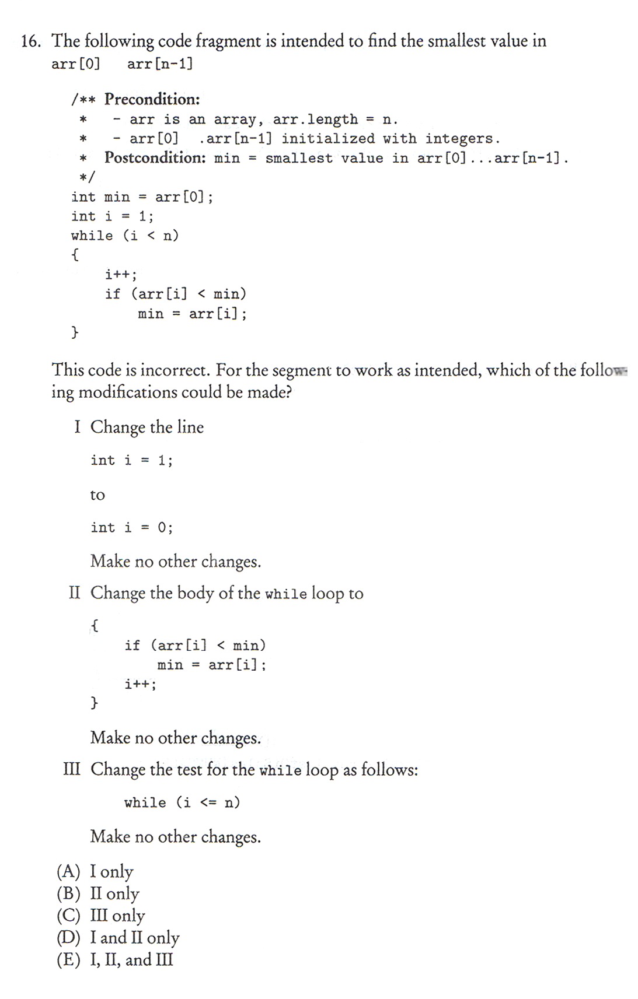 16. The following code fragment is intended to find the smallest value in
arr[0] arr[n-1]
/** Precondition:
* - arr is an array, arr.length = n.
* - arr[0] .arr[n-1] initialized with integers.
* Postcondition: min = smallest value in arr[0]...arr[n-1].
*/
int min = arr[0];
int i = 1;
while (i < n)
{
i++;
if (arr[i] < min)
min = arr[i];
}
This code is incorrect. For the segment to work as intended, which of the follow-
ing modifications could be made?
I Change the line
int i = 1;
to
int i = 0;
Make no other changes.
II Change the body of the while loop to
{
if (arr[i] < min)
min = arr[i];
i++;
}
Make no other changes.
III Change the test for the while loop as follows:
while (i <= n)
Make no other changes.
(A) I only
(B) II only
(C) III only
(D) I and II only
(E) I, II, and III